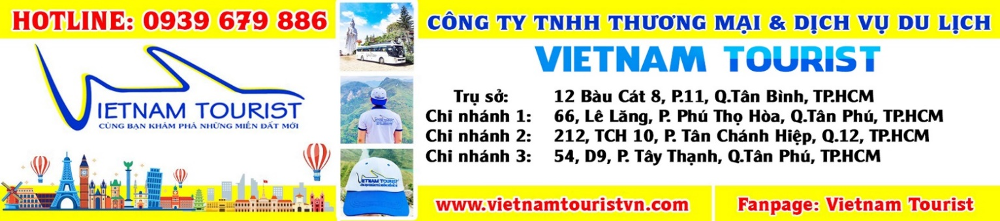 HOTLINE: 0939 679 886
VIETNAM TOURIST
CÙNG BẠN KHÁM PHÁ NHỮNG MIỀN ĐẤT MỚI
VIETNAM TOURIST
CÔNG TY TNHH THƯƠNG MẠI & DỊCH VỤ DU LỊCH
VIETNAM TOURIST
Trụ sở: 12 Bàu Cát 8, P.11, Q.Tân Bình, TP.HCM
Chi nhánh 1: 66, Lê Lăng, P. Phú Thọ Hòa, Q.Tân Phú, TP.HCM
Chi nhánh 2: 212, TCH 10, P. Tân Chánh Hiệp, Q.12, TP.HCM
Chi nhánh 3: 54, D9, P. Tây Thạnh, Q.Tân Phú, TP.HCM
www.vietnamtouristvn.com
Fanpage: Vietnam Tourist